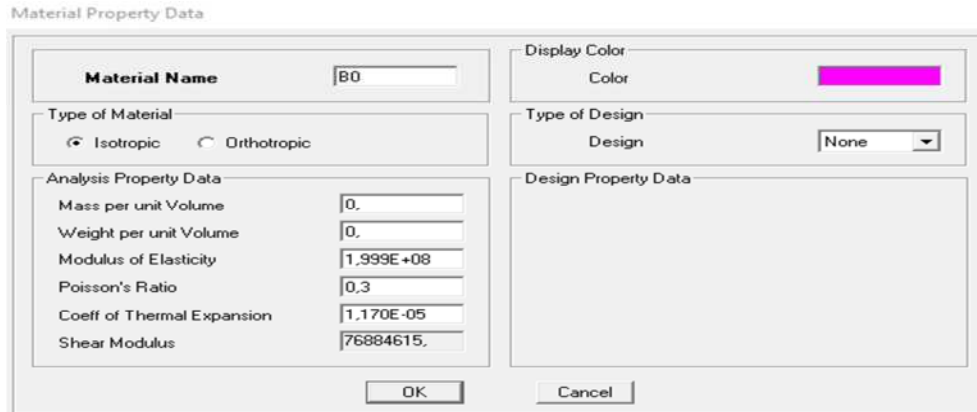 Material Property Data
Material Name
B0
Display Color
Color
Type of Material
Isotropic
Orthotropic
Type of Design
Design
None
Analysis Property Data
Mass per unit Volume
0,
Weight per unit Volume
0,
Modulus of Elasticity
1,999E+08
Poisson's Ratio
0,3
Coeff of Thermal Expansion
1,170E-05
Shear Modulus
76884615,
Design Property Data
OK
Cancel